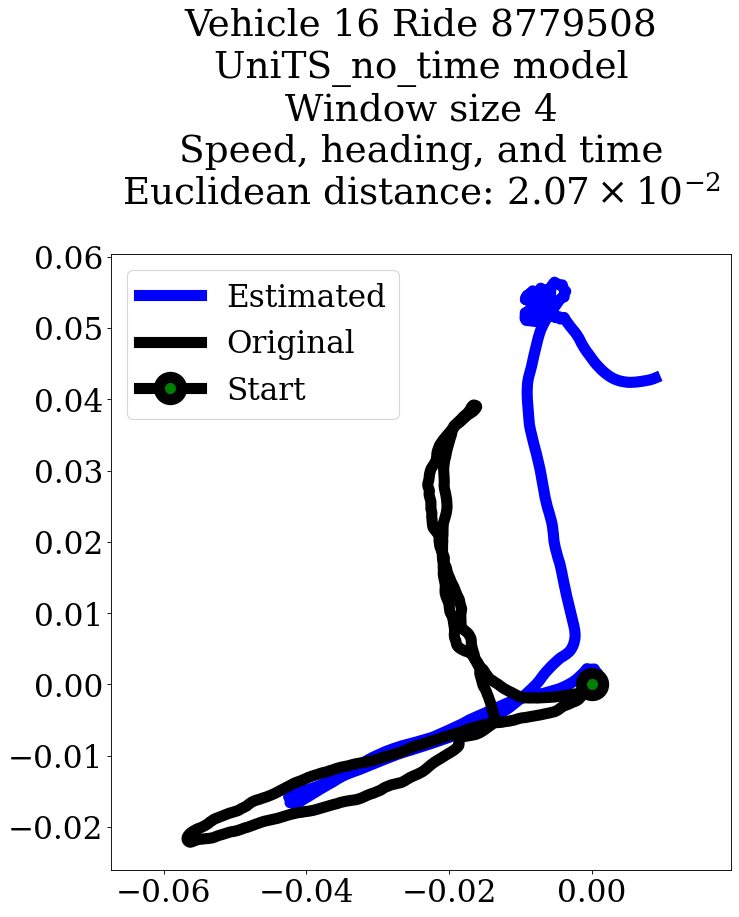 Vehicle 16 Ride 8779508
UniTS_no_time model
Window size 4
Speed, heading, and time
Euclidean distance: 2.07 × 10⁻²
Estimated
Original
Start
0.06
0.05
0.04
0.03
0.02
0.01
0.00
−0.01
−0.02
−0.06
−0.04
−0.02
0.00